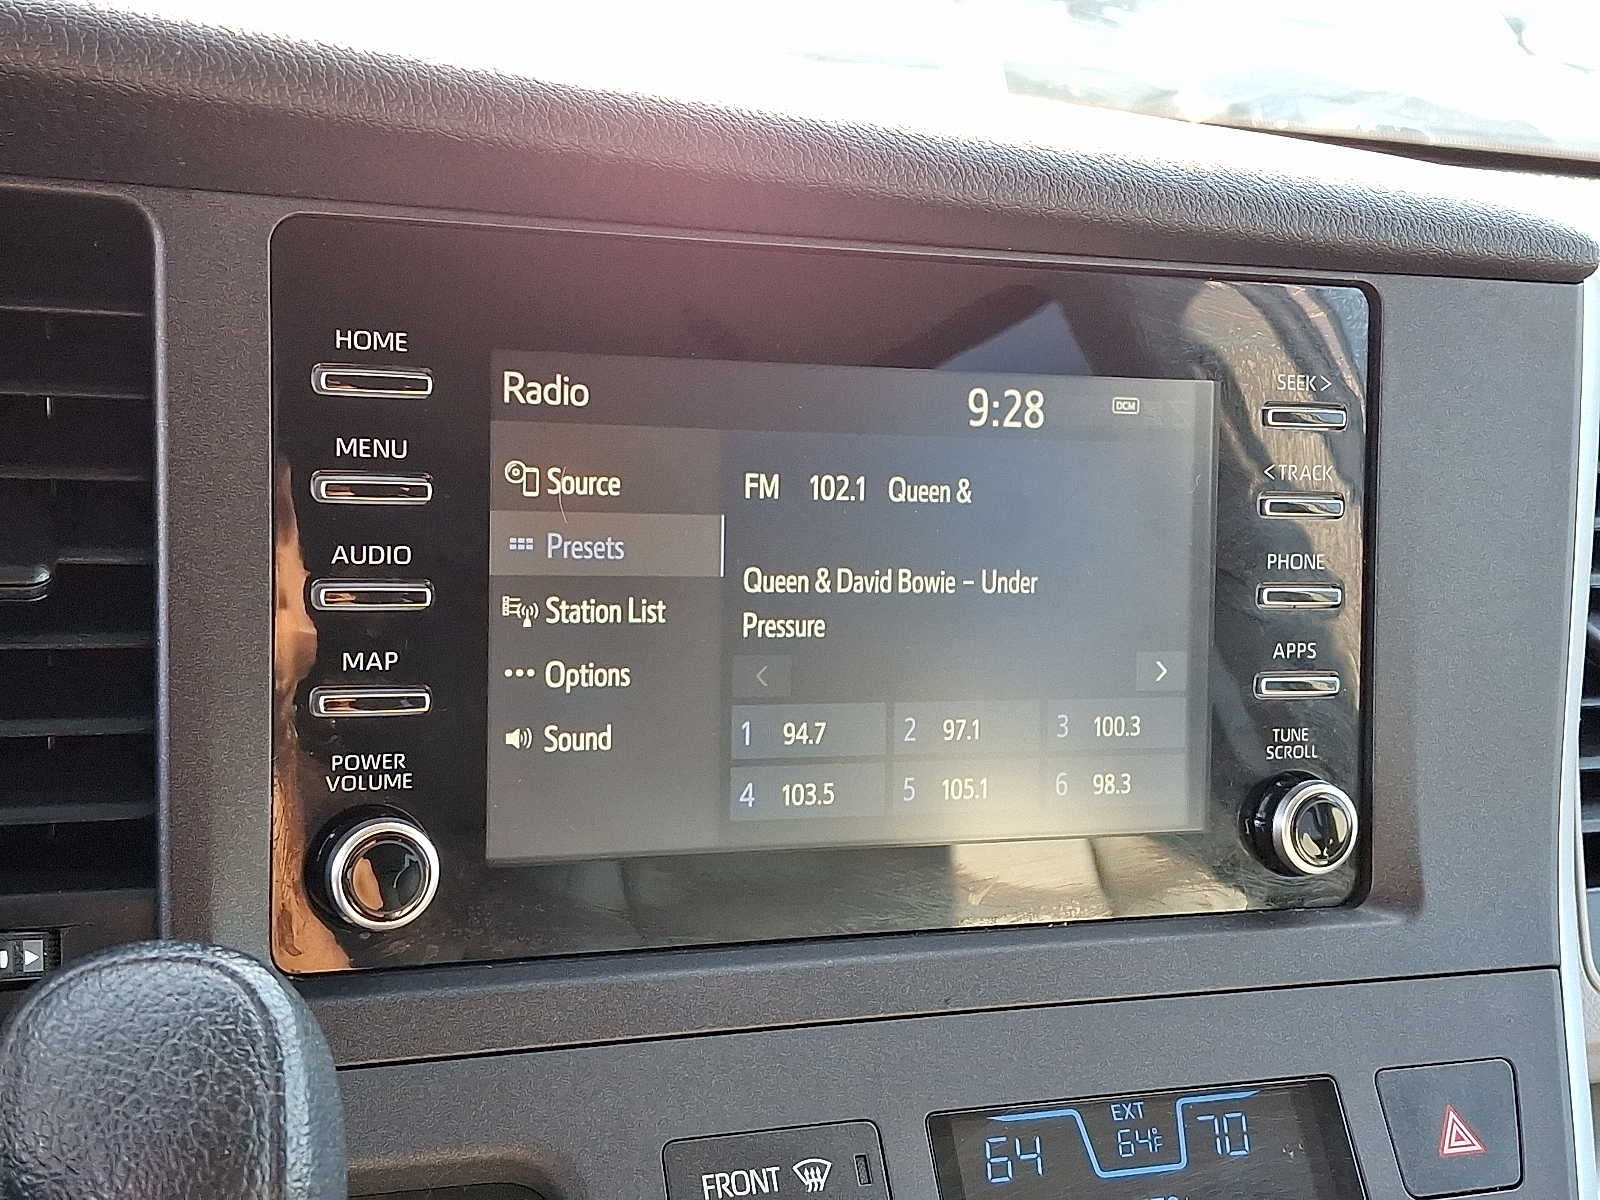 HOME
MENU
AUDIO
MAP
POWER
VOLUME
Radio
9:28
DCM
Source
Presets
Station List
Options
Sound
FM 102.1 Queen &
Queen & David Bowie – Under
Pressure
<
>
1 94.7
2 97.1
3 100.3
4 103.5
5 105.1
6 98.3
SEEK >
< TRACK
PHONE
APPS
TUNE
SCROLL
FRONT
64
EXT
64°F
70